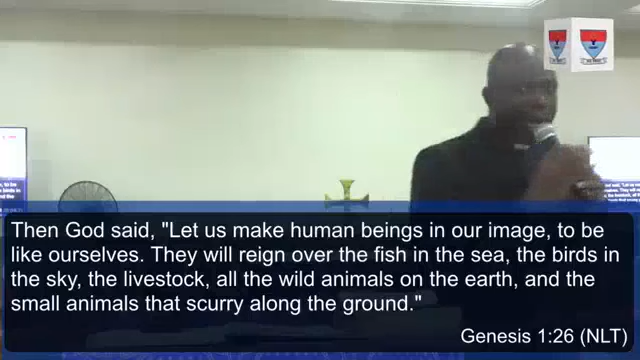 Then God said, "Let us make human beings in our image, to be
like ourselves. They will reign over the fish in the sea, the birds in
the sky, the livestock, all the wild animals on the earth, and the
small animals that scurry along the ground."
Genesis 1:26 (NLT)